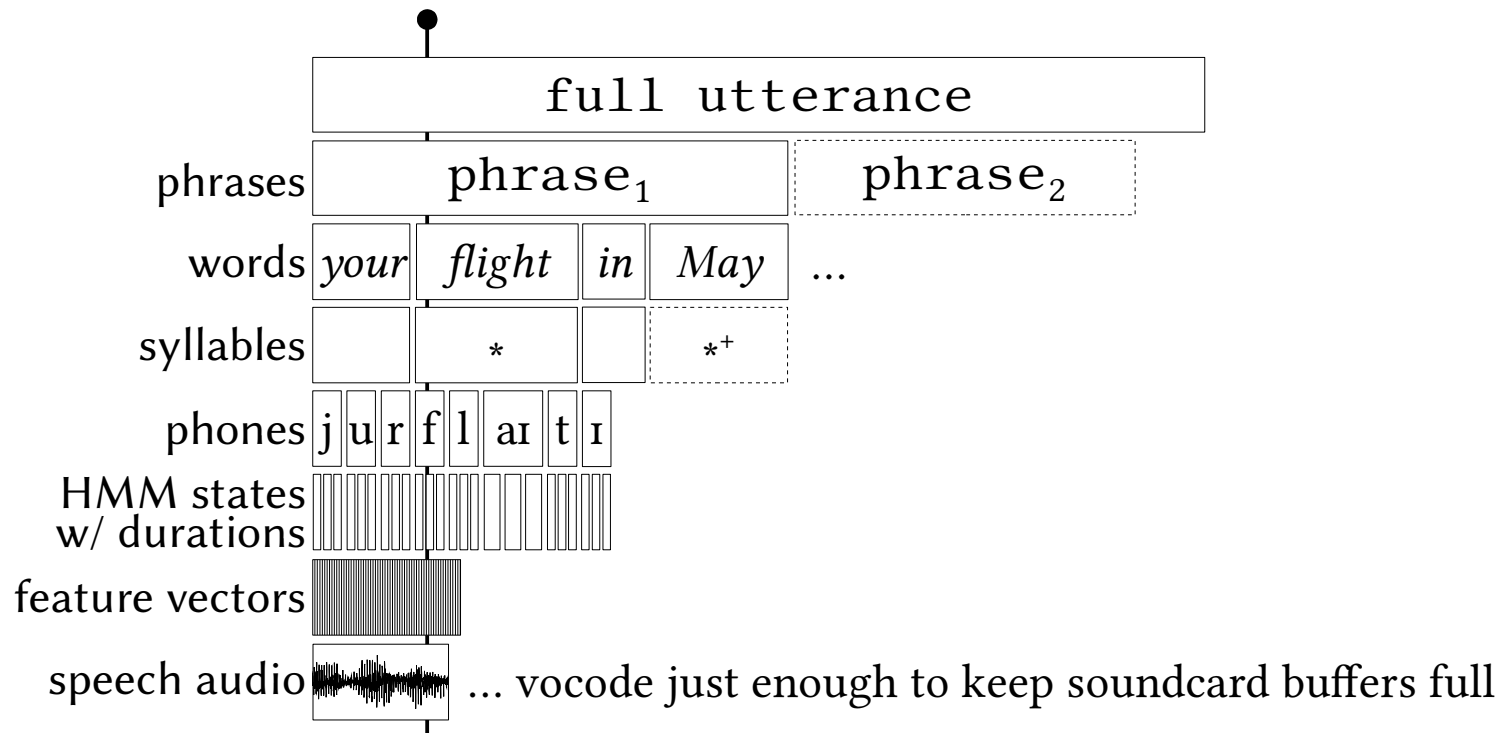 full utterance
phrases phrase₁ phrase₂
words your flight in May ...
syllables * *⁺
phones j u r f l aɪ t ɪ
HMM states
w/ durations
feature vectors
speech audio ... vocode just enough to keep soundcard buffers full